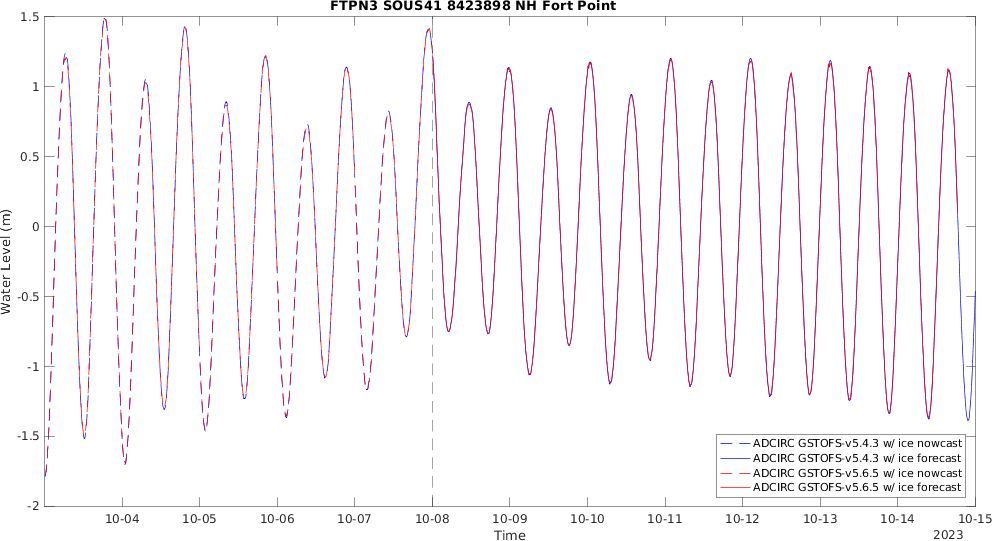 FTPN3 SOUS41 8423898 NH Fort Point
1.5
1
0.5
0
-0.5
-1
-1.5
-2
Water Level (m)
10-04 10-05 10-06 10-07 10-08 10-09 10-10 10-11 10-12 10-13 10-14 10-15
Time
2023
ADCIRC GSTOFS-v5.4.3 w/ ice nowcast
ADCIRC GSTOFS-v5.4.3 w/ ice forecast
ADCIRC GSTOFS-v5.6.5 w/ ice nowcast
ADCIRC GSTOFS-v5.6.5 w/ ice forecast